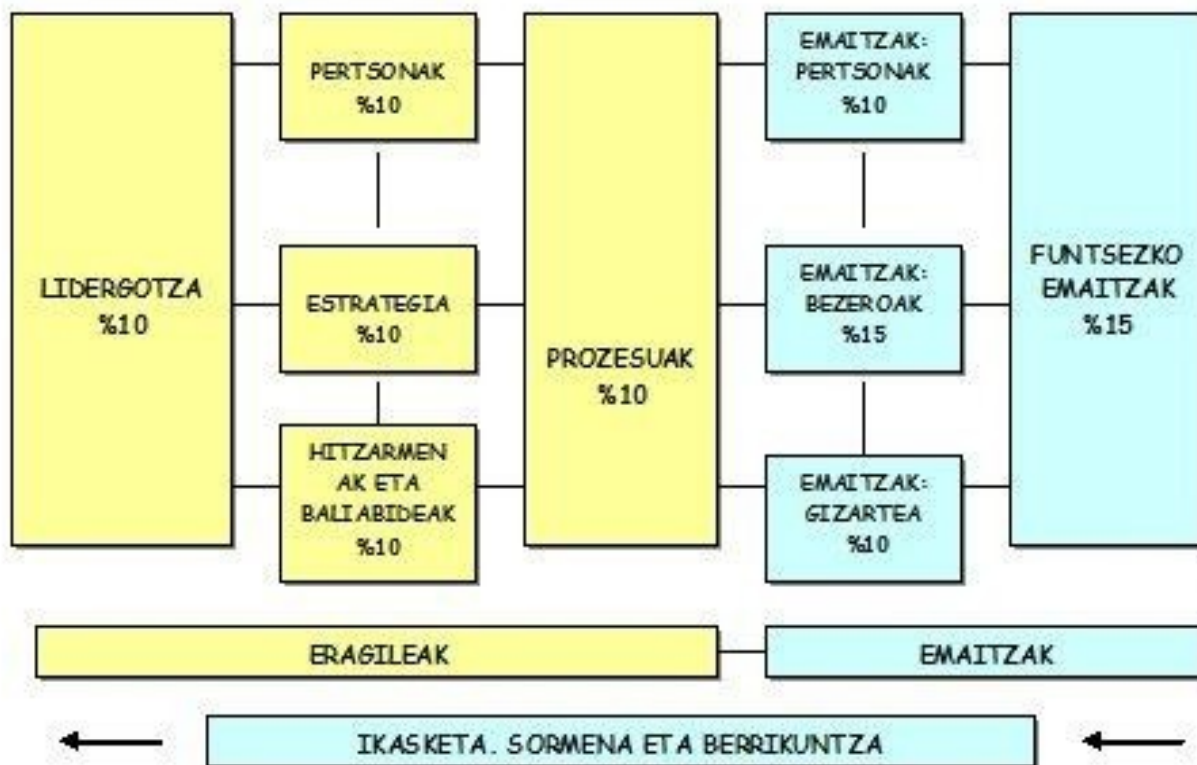 LIDERGOTZA
%10
PERTSONAK
%10
ESTRATEGIA
%10
HITZARMEN
AK ETA
BALIABIDEAK
%10
PROZESUAK
%10
EMAITZAK:
PERTSONAK
%10
EMAITZAK:
BEZEROAK
%15
EMAITZAK:
GIZARTEA
%10
FUNTSEZKO
EMAITZAK
%15
ERAGILEAK
EMAITZAK
IKASKETA. SORMENA ETA BERRIKUNTZA